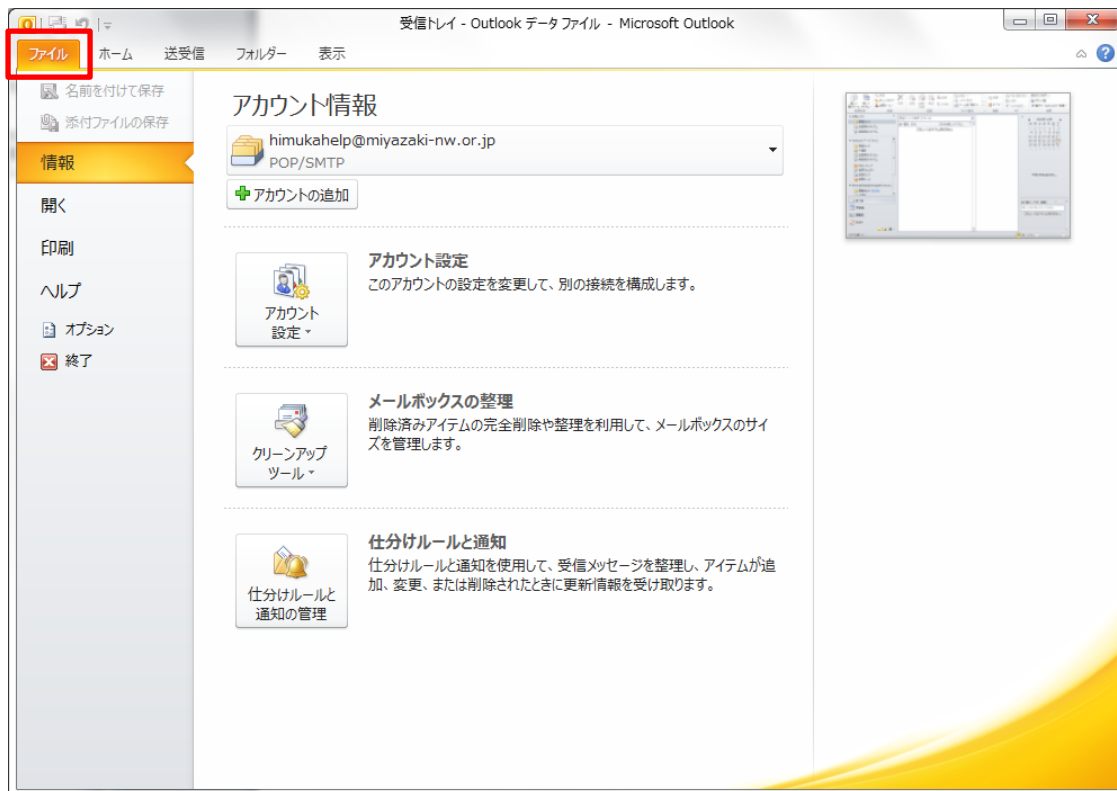 受信トレイ - Outlook データ ファイル - Microsoft Outlook
ファイル ホーム 送受信 フォルダー 表示
名前を付けて保存
添付ファイルの保存
情報
開く
印刷
ヘルプ
オプション
終了
アカウント情報
himukahelp@miyazaki-nw.or.jp
POP/SMTP
アカウントの追加
アカウント
設定
アカウント設定
このアカウントの設定を変更して、別の接続を構成します。
クリーンアップ
ツール
メールボックスの整理
削除済みアイテムの完全削除や整理を利用して、メールボックスのサイ
ズを管理します。
仕分けルールと
通知の管理
仕分けルールと通知
仕分けルールと通知を使用して、受信メッセージを整理し、アイテムが追
加、変更、または削除されたときに更新情報を受け取ります。